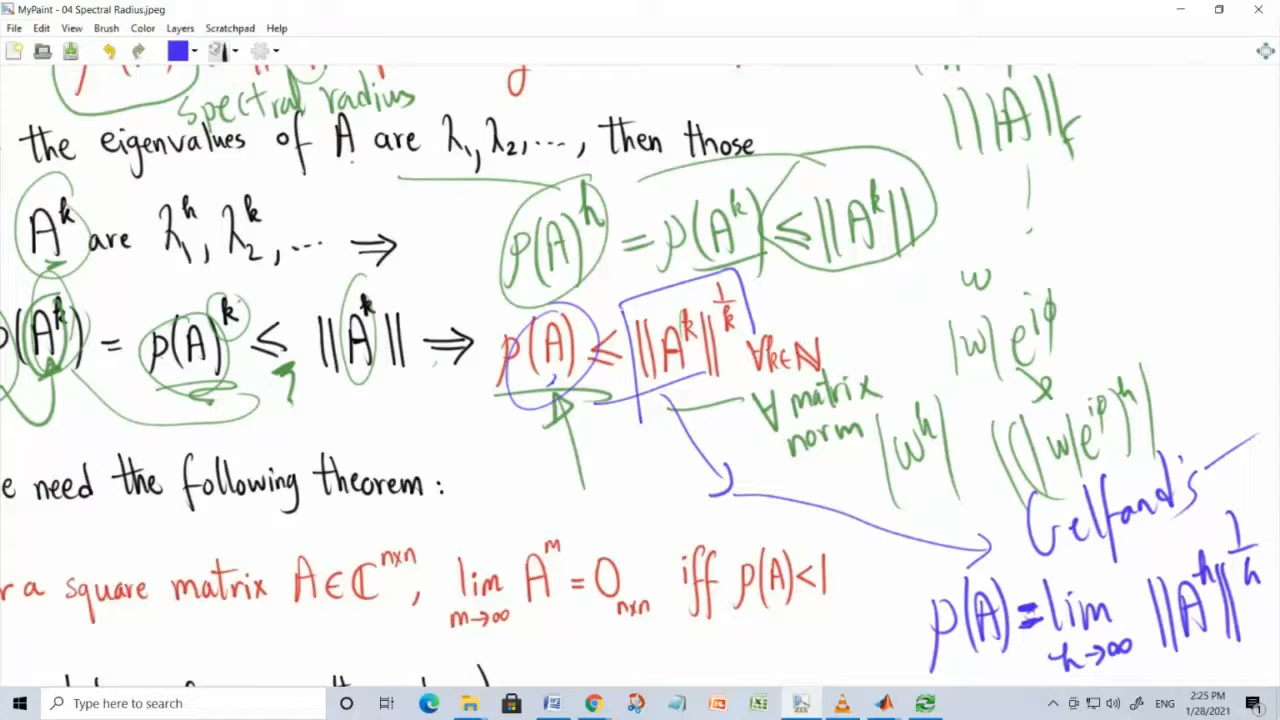 MyPaint - 04 Spectral Radius.jpeg
File Edit View Brush Color Layers Scratchpad Help
spectral radius
the eigenvalues of A are λ₁, λ₂, ..., then those
A^k are λ₁^k, λ₂^k, ... ⇒ ρ(A)^k = ρ(A^k) ≤ ||A^k||
ρ(A^k) = ρ(A)^k ≤ ||A^k|| ⇒ ρ(A) ≤ ||A^k||^{1/k} ∀k∈ℕ
∀ matrix
norm
w
|w| e^{iφ}
|w^k| |(|w|e^{iφ})^k|
Gelfand's
ρ(A) = lim_{k→∞} ||A^k||^{1/k}
need the following theorem:
a square matrix A∈ℂ^{n×n}, lim_{m→∞} A^m = 0_{n×n} iff ρ(A)<1
Type here to search
ENG
2:25 PM
1/28/2021